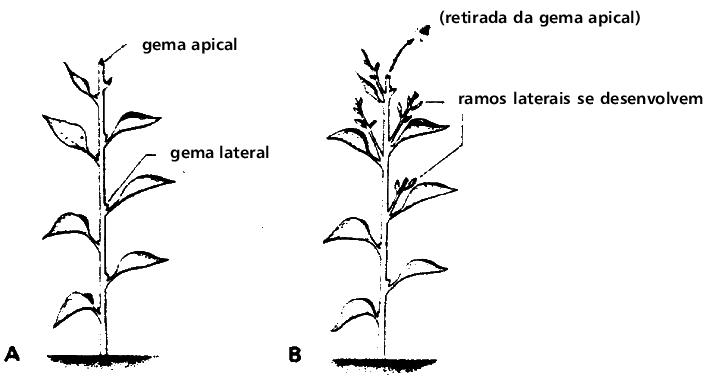 (retirada da gema apical)
gema apical
ramos laterais se desenvolvem
gema lateral
A
B